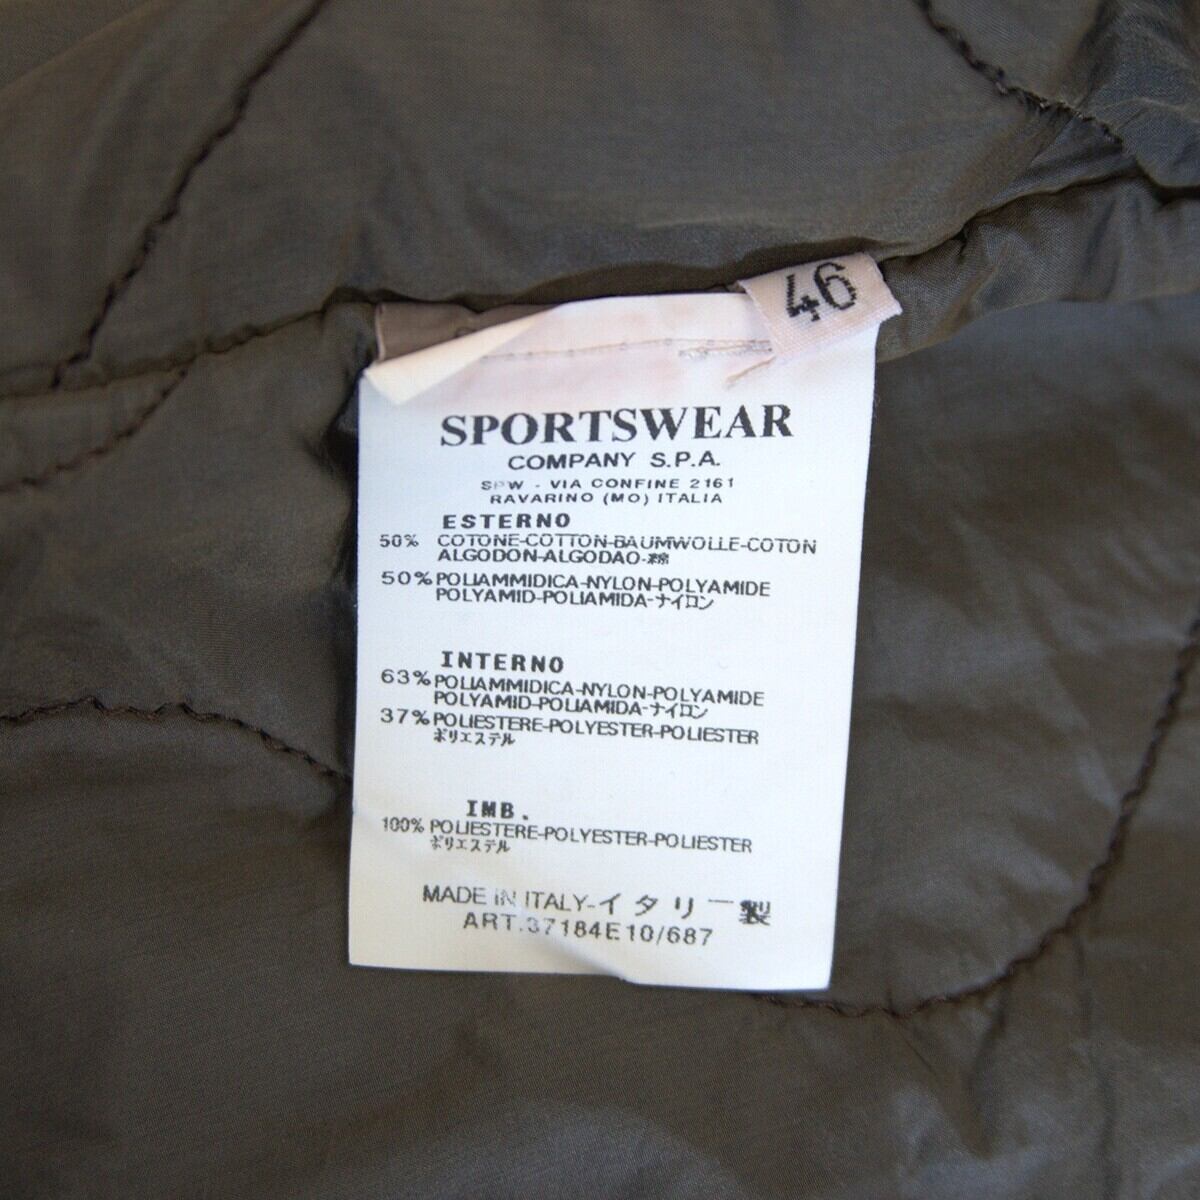 46
SPORTSWEAR
COMPANY S.P.A.
SPW - VIA CONFINE 2161
RAVARINO (MO) ITALIA
ESTERNO
50% COTONE-COTTON-BAUMWOLLE-COTON
ALGODON-ALGODAO-綿
50% POLIAMMIDICA-NYLON-POLYAMIDE
POLYAMID-POLIAMIDA-ナイロン
INTERNO
63% POLIAMMIDICA-NYLON-POLYAMIDE
POLYAMID-POLIAMIDA-ナイロン
37% POLIESTERE-POLYESTER-POLIESTER
ポリエステル
IMB.
100% POLIESTERE-POLYESTER-POLIESTER
ポリエステル
MADE IN ITALY-イタリー製
ART.37184E10/687